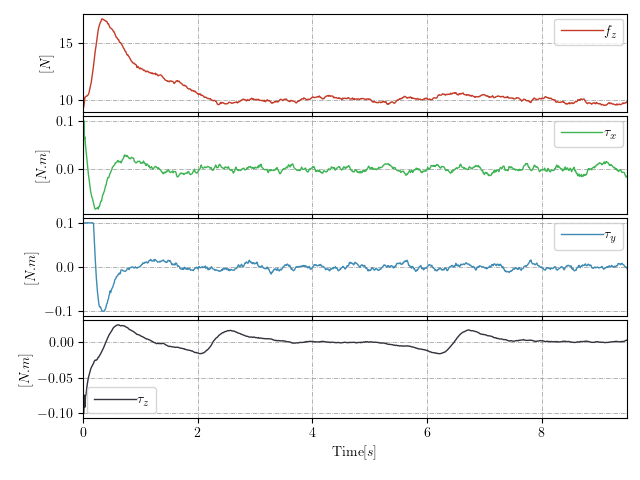 15
10
[N]
f_z
0.1
0.0
[N.m]
τ_x
0.1
0.0
−0.1
[N.m]
τ_y
0.00
−0.05
−0.10
[N.m]
τ_z
0 2 4 6 8
Time[s]